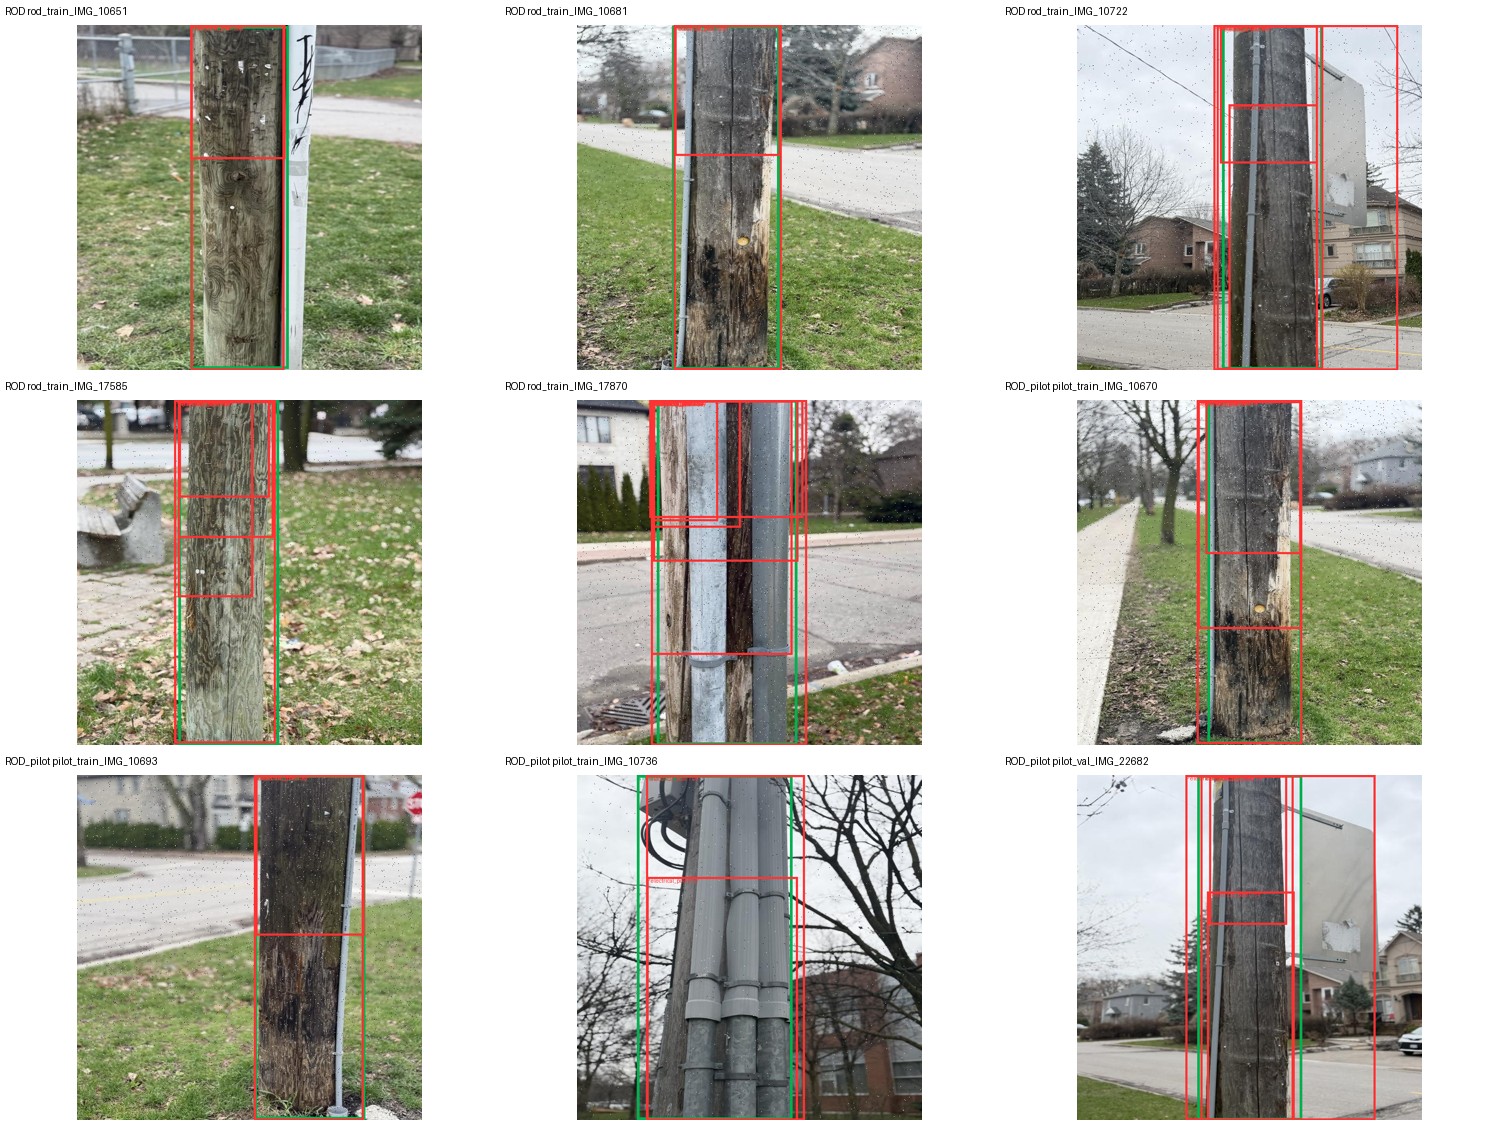 ROD rod_train_IMG_10651
ROD rod_train_IMG_10681
ROD rod_train_IMG_10722
ROD rod_train_IMG_17585
ROD rod_train_IMG_17870
ROD_pilot pilot_train_IMG_10670
ROD_pilot pilot_train_IMG_10693
ROD_pilot pilot_train_IMG_10736
ROD_pilot pilot_val_IMG_22682